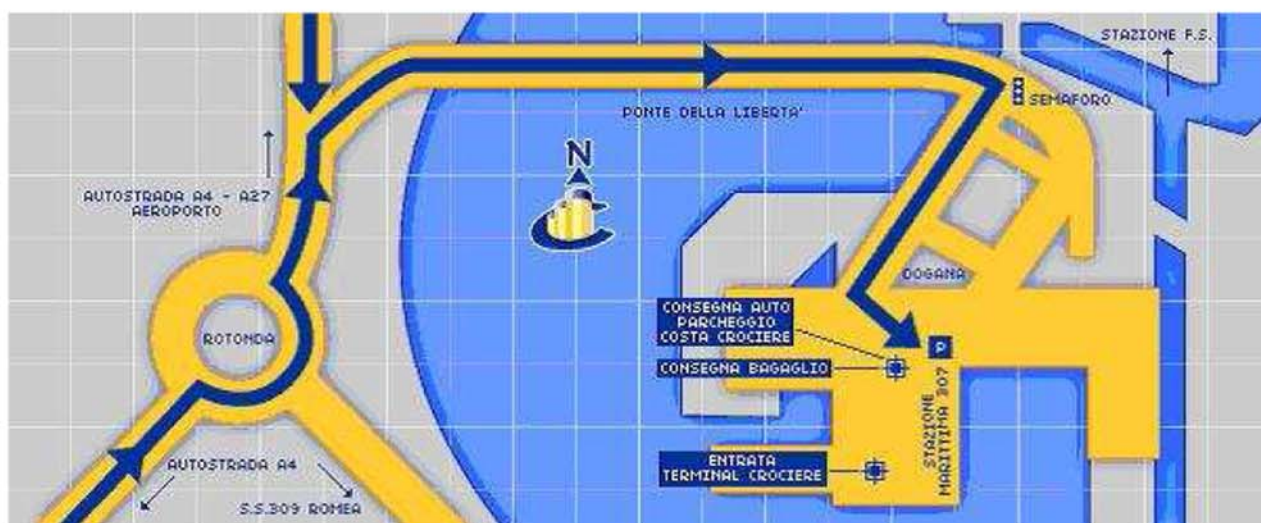 STAZIONE F.S.
SEMAFORO
PONTE DELLA LIBERTA'
N
AUTOSTRADA A4 - A27
AEROPORTO
DOGANA
CONSEGNA AUTO
PARCHEGGIO
COSTA CROCIERE
ROTONDA
P
CONSEGNA BAGAGLIO
STAZIONE
MARITTIMA 307
ENTRATA
TERMINAL CROCIERE
AUTOSTRADA A4
S.S.309 ROMEA